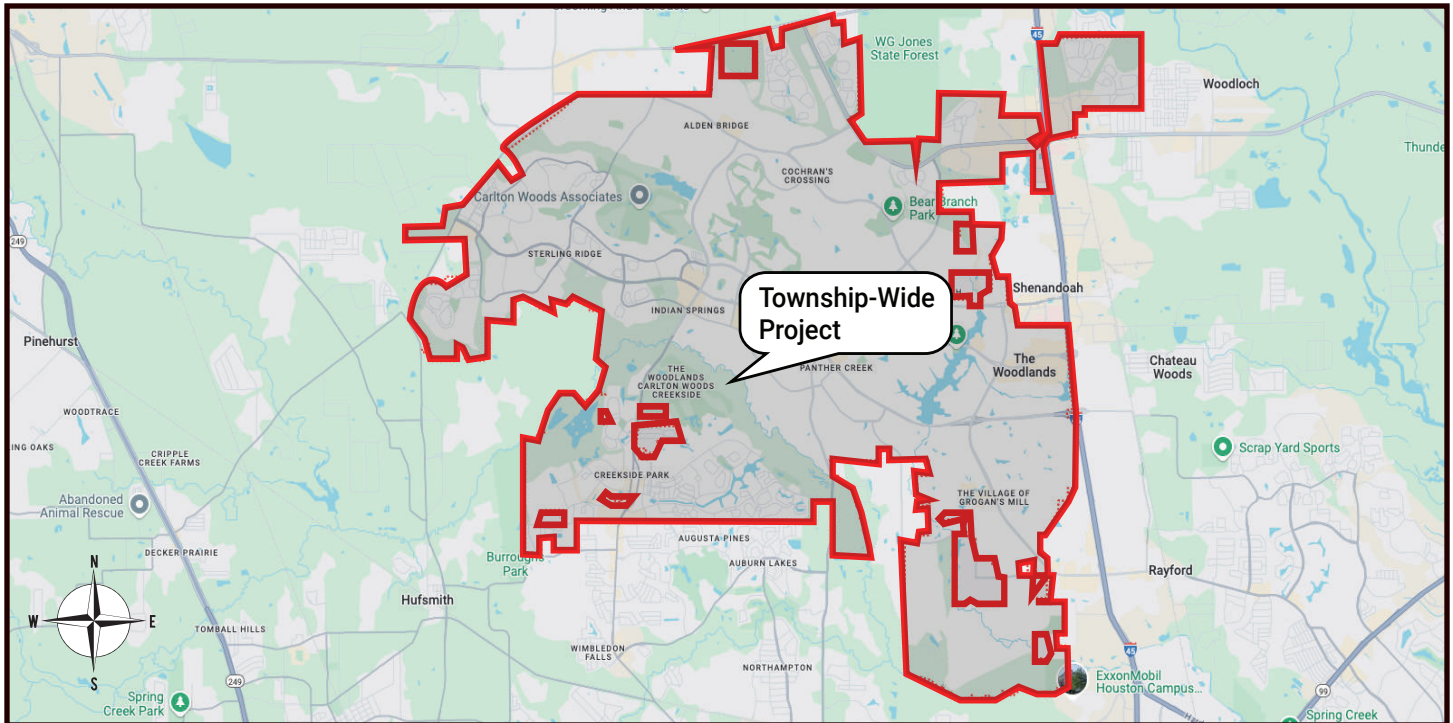 WG Jones
State Forest
45
Woodloch
ALDEN BRIDGE
COCHRAN'S
CROSSING
Carlton Woods Associates
Bear Branch
Park
249
STERLING RIDGE
Shenandoah
Township-Wide
Project
INDIAN SPRINGS
Pinehurst
THE
WOODLANDS
CARLTON WOODS
CREEKSIDE
PANTHER CREEK
The
Woodlands
Chateau
Woods
WOODTRACE
ING OAKS
CRIPPLE
CREEK FARMS
Scrap Yard Sports
CREEKSIDE PARK
Abandoned
Animal Rescue
THE VILLAGE OF
GROGAN'S MILL
AUGUSTA PINES
DECKER PRAIRIE
Burroughs
Park
AUBURN LAKES
N
W
E
S
Hufsmith
Rayford
TOMBALL HILLS
WIMBLEDON
FALLS
45
NORTHAMPTON
249
ExxonMobil
Houston Campus...
99
Spring
Creek Park
Spring Creek